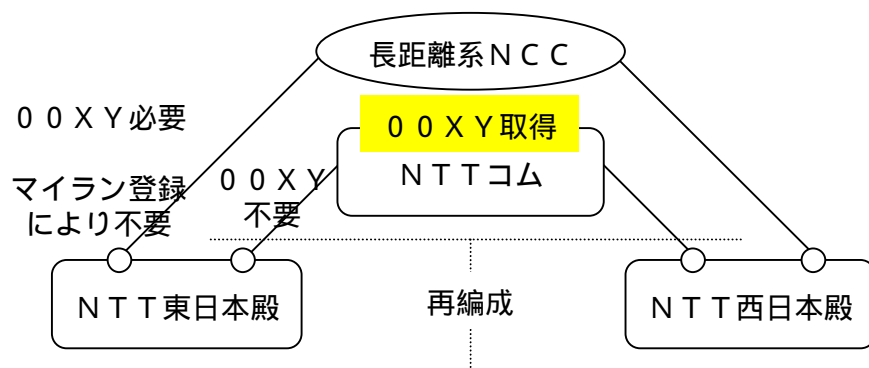 長距離系ＮＣＣ
００ＸＹ必要
００ＸＹ取得
ＮＴＴコム
マイラン登録
により不要
００ＸＹ
不要
ＮＴＴ東日本殿
再編成
ＮＴＴ西日本殿